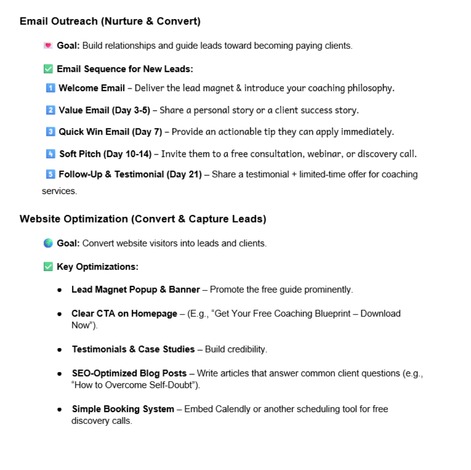 Email Outreach (Nurture & Convert)
💌 Goal: Build relationships and guide leads toward becoming paying clients.
✅ Email Sequence for New Leads:
1️⃣ Welcome Email – Deliver the lead magnet & introduce your coaching philosophy.
2️⃣ Value Email (Day 3-5) – Share a personal story or a client success story.
3️⃣ Quick Win Email (Day 7) – Provide an actionable tip they can apply immediately.
4️⃣ Soft Pitch (Day 10-14) – Invite them to a free consultation, webinar, or discovery call.
5️⃣ Follow-Up & Testimonial (Day 21) – Share a testimonial + limited-time offer for coaching
services.
Website Optimization (Convert & Capture Leads)
🌍 Goal: Convert website visitors into leads and clients.
✅ Key Optimizations:
● Lead Magnet Popup & Banner – Promote the free guide prominently.
● Clear CTA on Homepage – (E.g., "Get Your Free Coaching Blueprint – Download
Now").
● Testimonials & Case Studies – Build credibility.
● SEO-Optimized Blog Posts – Write articles that answer common client questions (e.g.,
"How to Overcome Self-Doubt").
● Simple Booking System – Embed Calendly or another scheduling tool for free
discovery calls.